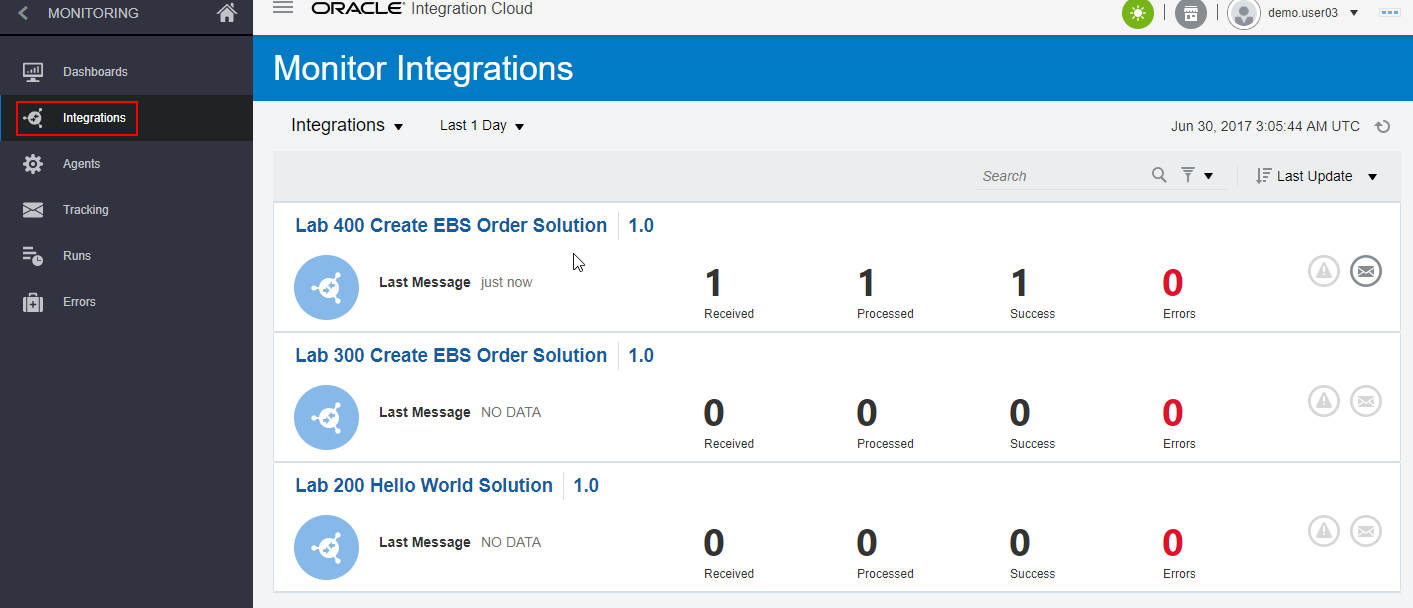 MONITORING
Dashboards
Integrations
Agents
Tracking
Runs
Errors
ORACLE® Integration Cloud
demo.user03
Monitor Integrations
Integrations Last 1 Day
Jun 30, 2017 3:05:44 AM UTC
Search
Last Update
Lab 400 Create EBS Order Solution 1.0
Last Message just now
1 1 1 0
Received Processed Success Errors
Lab 300 Create EBS Order Solution 1.0
Last Message NO DATA
0 0 0 0
Received Processed Success Errors
Lab 200 Hello World Solution 1.0
Last Message NO DATA
0 0 0 0
Received Processed Success Errors